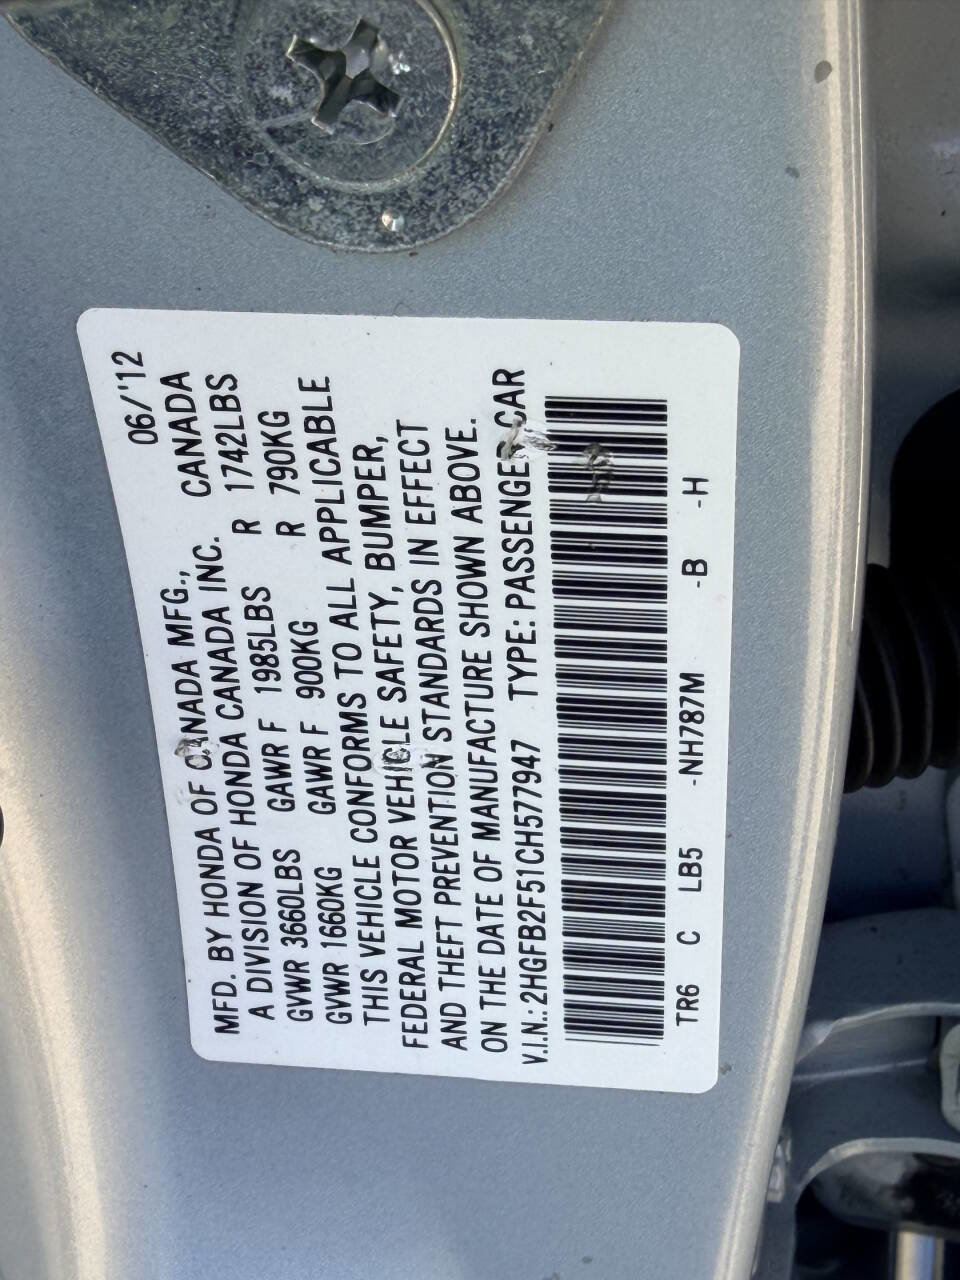 06/'12
MFD. BY HONDA OF CANADA MFG., CANADA
A DIVISION OF HONDA CANADA INC.
GVWR 3660LBS GAWR F 1985LBS R 1742LBS
GVWR 1660KG GAWR F 900KG R 790KG
THIS VEHICLE CONFORMS TO ALL APPLICABLE
FEDERAL MOTOR VEHICLE SAFETY, BUMPER,
AND THEFT PREVENTION STANDARDS IN EFFECT
ON THE DATE OF MANUFACTURE SHOWN ABOVE.
V.I.N.: 2HGFB2F51CH577947 TYPE: PASSENGER CAR
TR6 C LB5 -NH787M -B -H